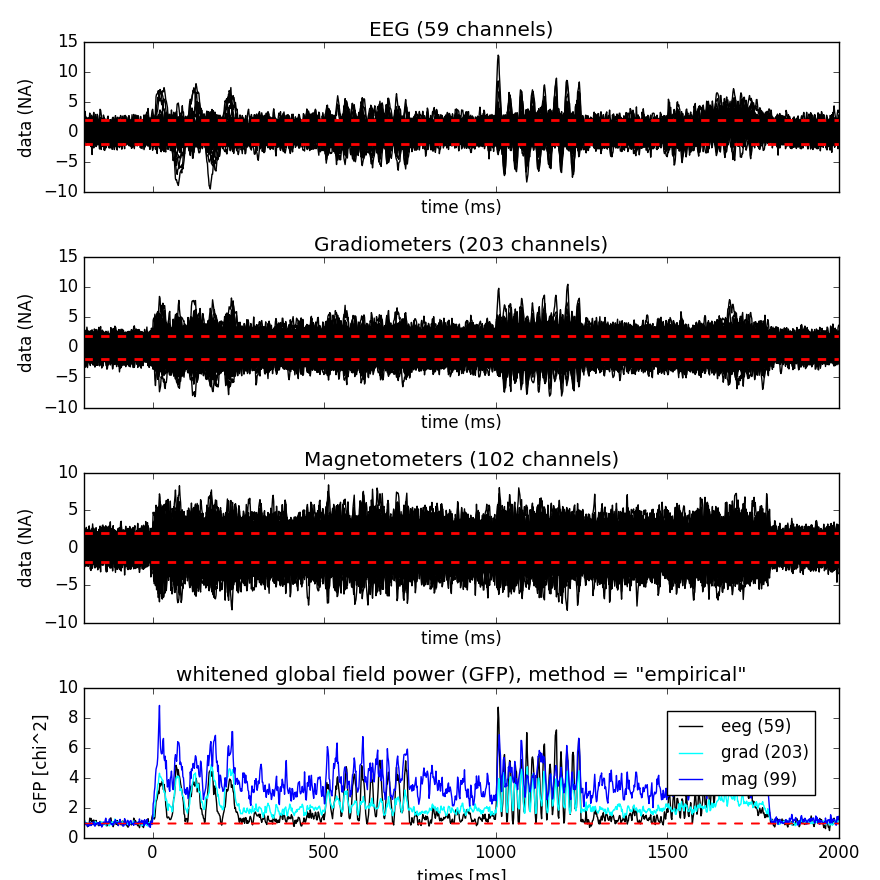 EEG (59 channels)
15
10
5
0
−5
−10
data (NA)
time (ms)
Gradiometers (203 channels)
15
10
5
0
−5
−10
data (NA)
time (ms)
Magnetometers (102 channels)
10
5
0
−5
−10
data (NA)
time (ms)
whitened global field power (GFP), method = "empirical"
10
8
6
4
2
0
GFP [chi^2]
eeg (59)
grad (203)
mag (99)
0 500 1000 1500 2000
times [ms]